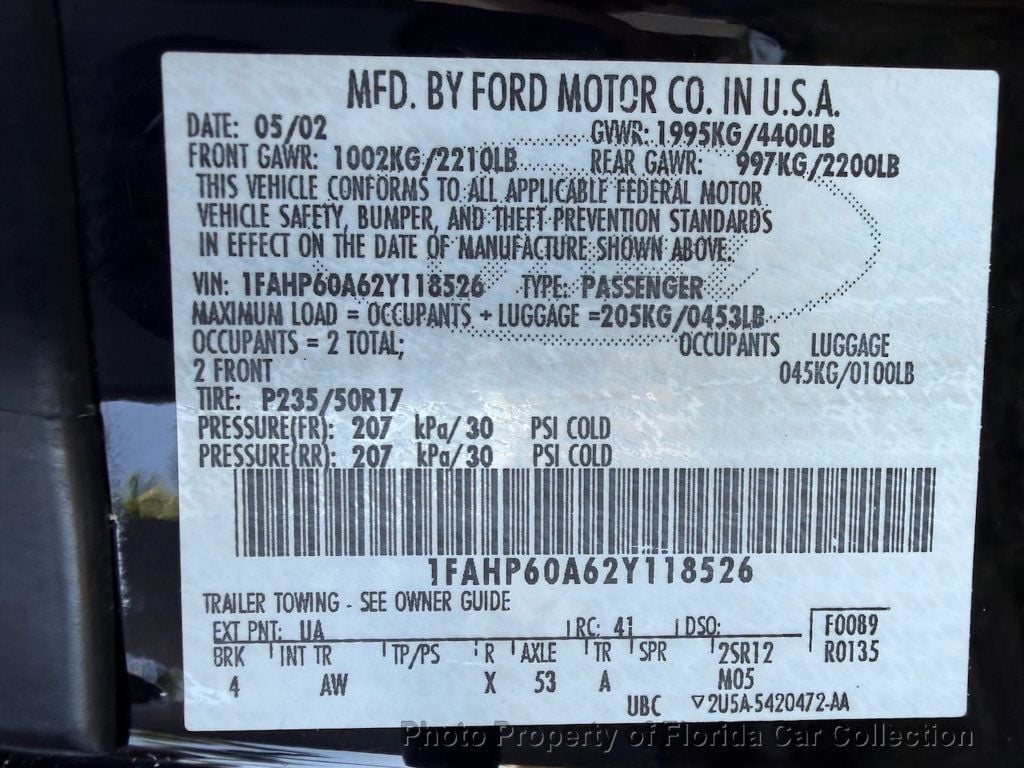 MFD. BY FORD MOTOR CO. IN U.S.A.
DATE: 05/02 GVWR: 1995KG/4400LB
FRONT GAWR: 1002KG/2210LB REAR GAWR: 997KG/2200LB
THIS VEHICLE CONFORMS TO ALL APPLICABLE FEDERAL MOTOR
VEHICLE SAFETY, BUMPER, AND THEFT PREVENTION STANDARDS
IN EFFECT ON THE DATE OF MANUFACTURE SHOWN ABOVE.
VIN: 1FAHP60A62Y118526 TYPE: PASSENGER
MAXIMUM LOAD = OCCUPANTS + LUGGAGE =205KG/0453LB
OCCUPANTS = 2 TOTAL; OCCUPANTS LUGGAGE
2 FRONT 045KG/0100LB
TIRE: P235/50R17
PRESSURE(FR): 207 kPa/ 30 PSI COLD
PRESSURE(RR): 207 kPa/ 30 PSI COLD
1FAHP60A62Y118526
TRAILER TOWING - SEE OWNER GUIDE
EXT PNT: UA RC: 41 DSO: F0089
BRK INT TR TP/PS R AXLE TR SPR 2SR12 R0135
4 AW X 53 A M05
UBC ▽2U5A-5420472-AA
Photo Property of Florida Car Collection